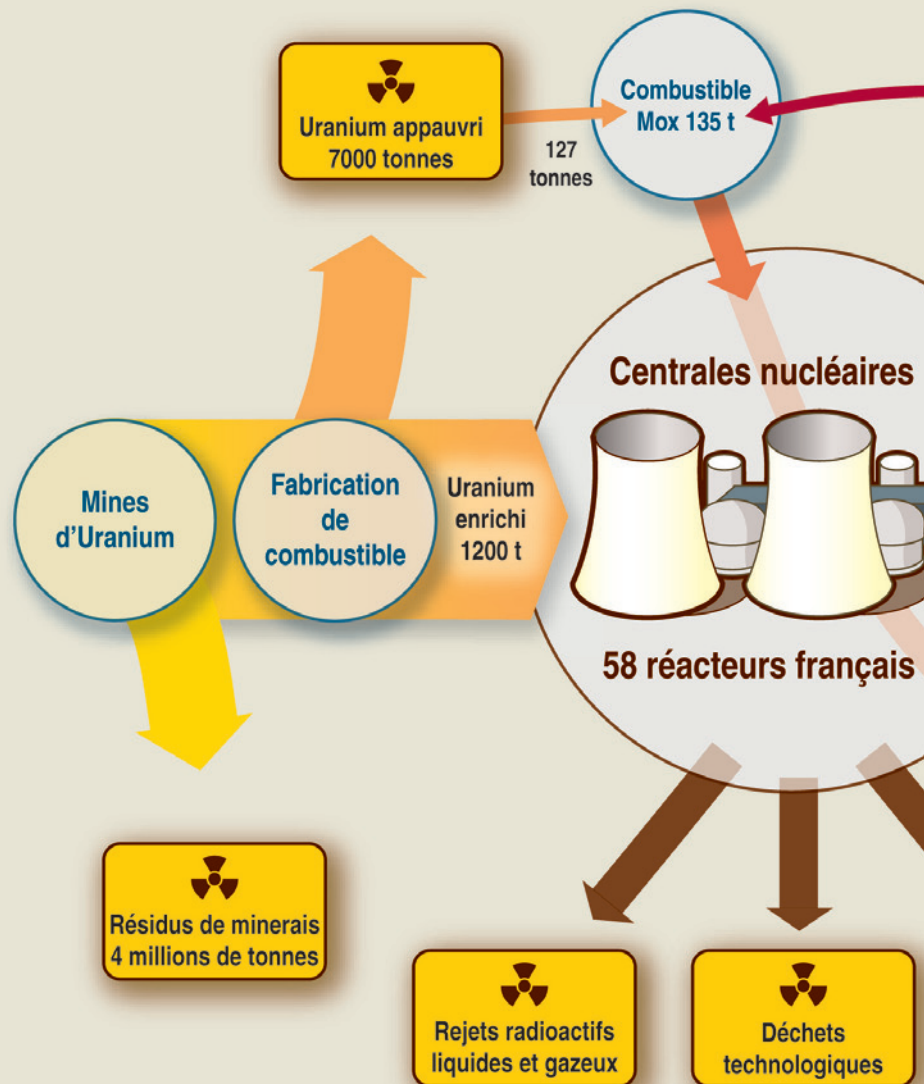 Uranium appauvri
7000 tonnes
127
tonnes
Combustible
Mox 135 t
Centrales nucléaires
Mines
d’Uranium
Fabrication
de
combustible
Uranium
enrichi
1200 t
58 réacteurs français
Résidus de minerais
4 millions de tonnes
Rejets radioactifs
liquides et gazeux
Déchets
technologiques